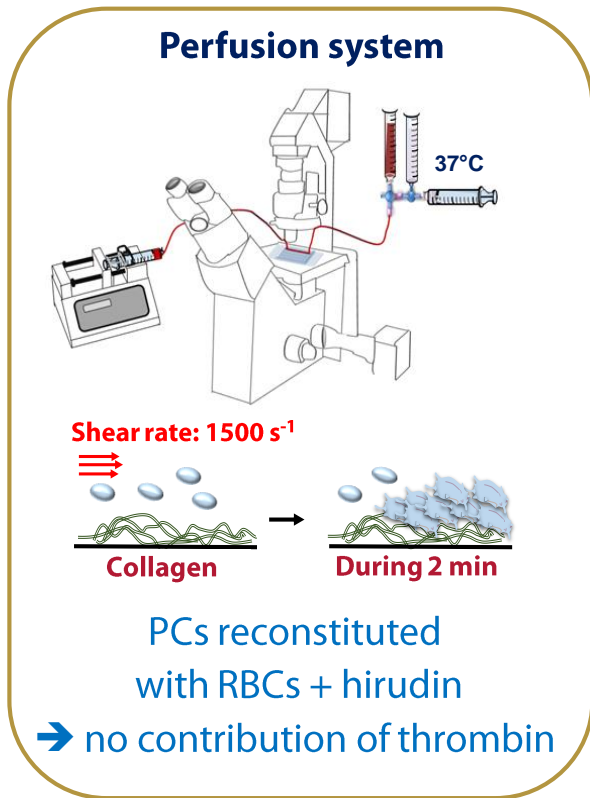 Perfusion system
37°C
Shear rate: 1500 s⁻¹
Collagen
During 2 min
PCs reconstituted
with RBCs + hirudin
➔ no contribution of thrombin